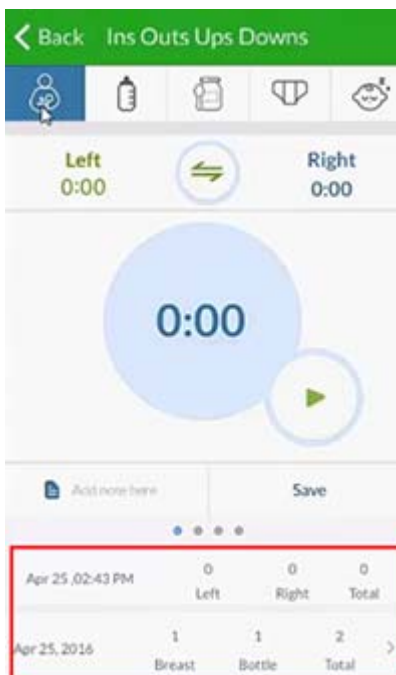 Back Ins Outs Ups Downs
Left Right
0:00 0:00
0:00
Add note here Save
Apr 25 ,02:43 PM 0 0 0
Left Right Total
Apr 25, 2016 1 1 2
Breast Bottle Total